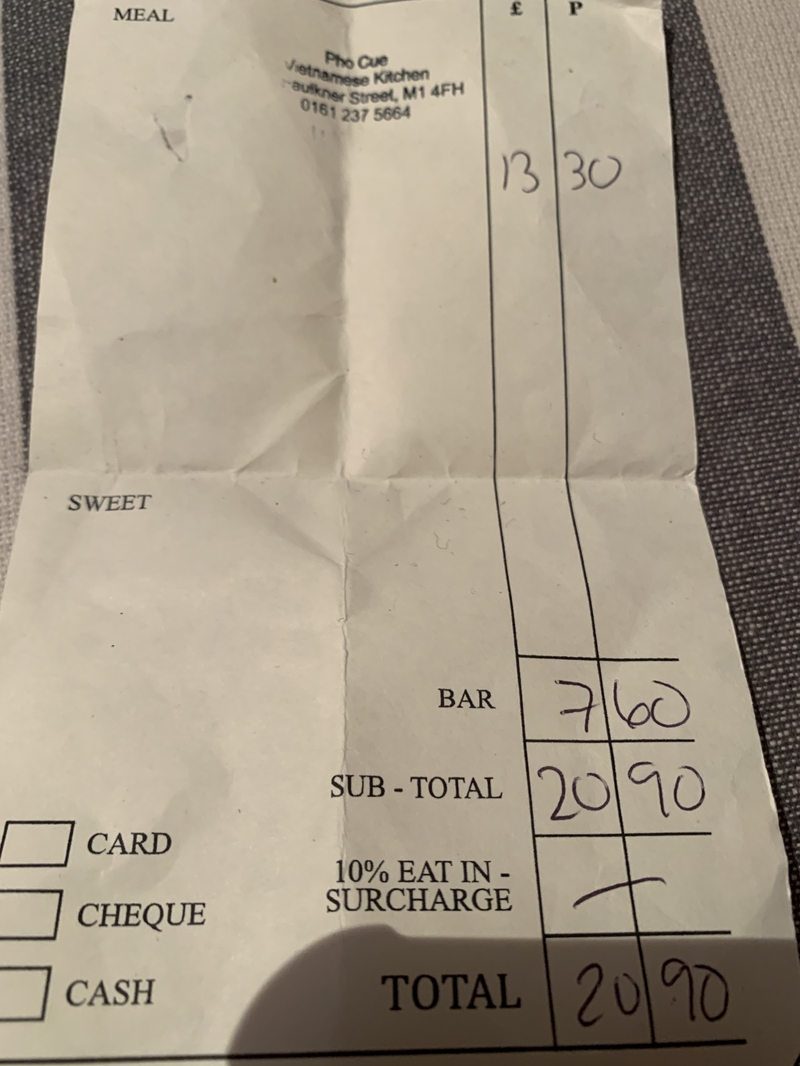 MEAL £ P
Pho Cue
Vietnamese Kitchen
Faulkner Street, M1 4FH
0161 237 5664
13 30
SWEET
BAR 7 60
SUB - TOTAL 20 90
CARD
10% EAT IN -
SURCHARGE —
CHEQUE
CASH TOTAL 20 90